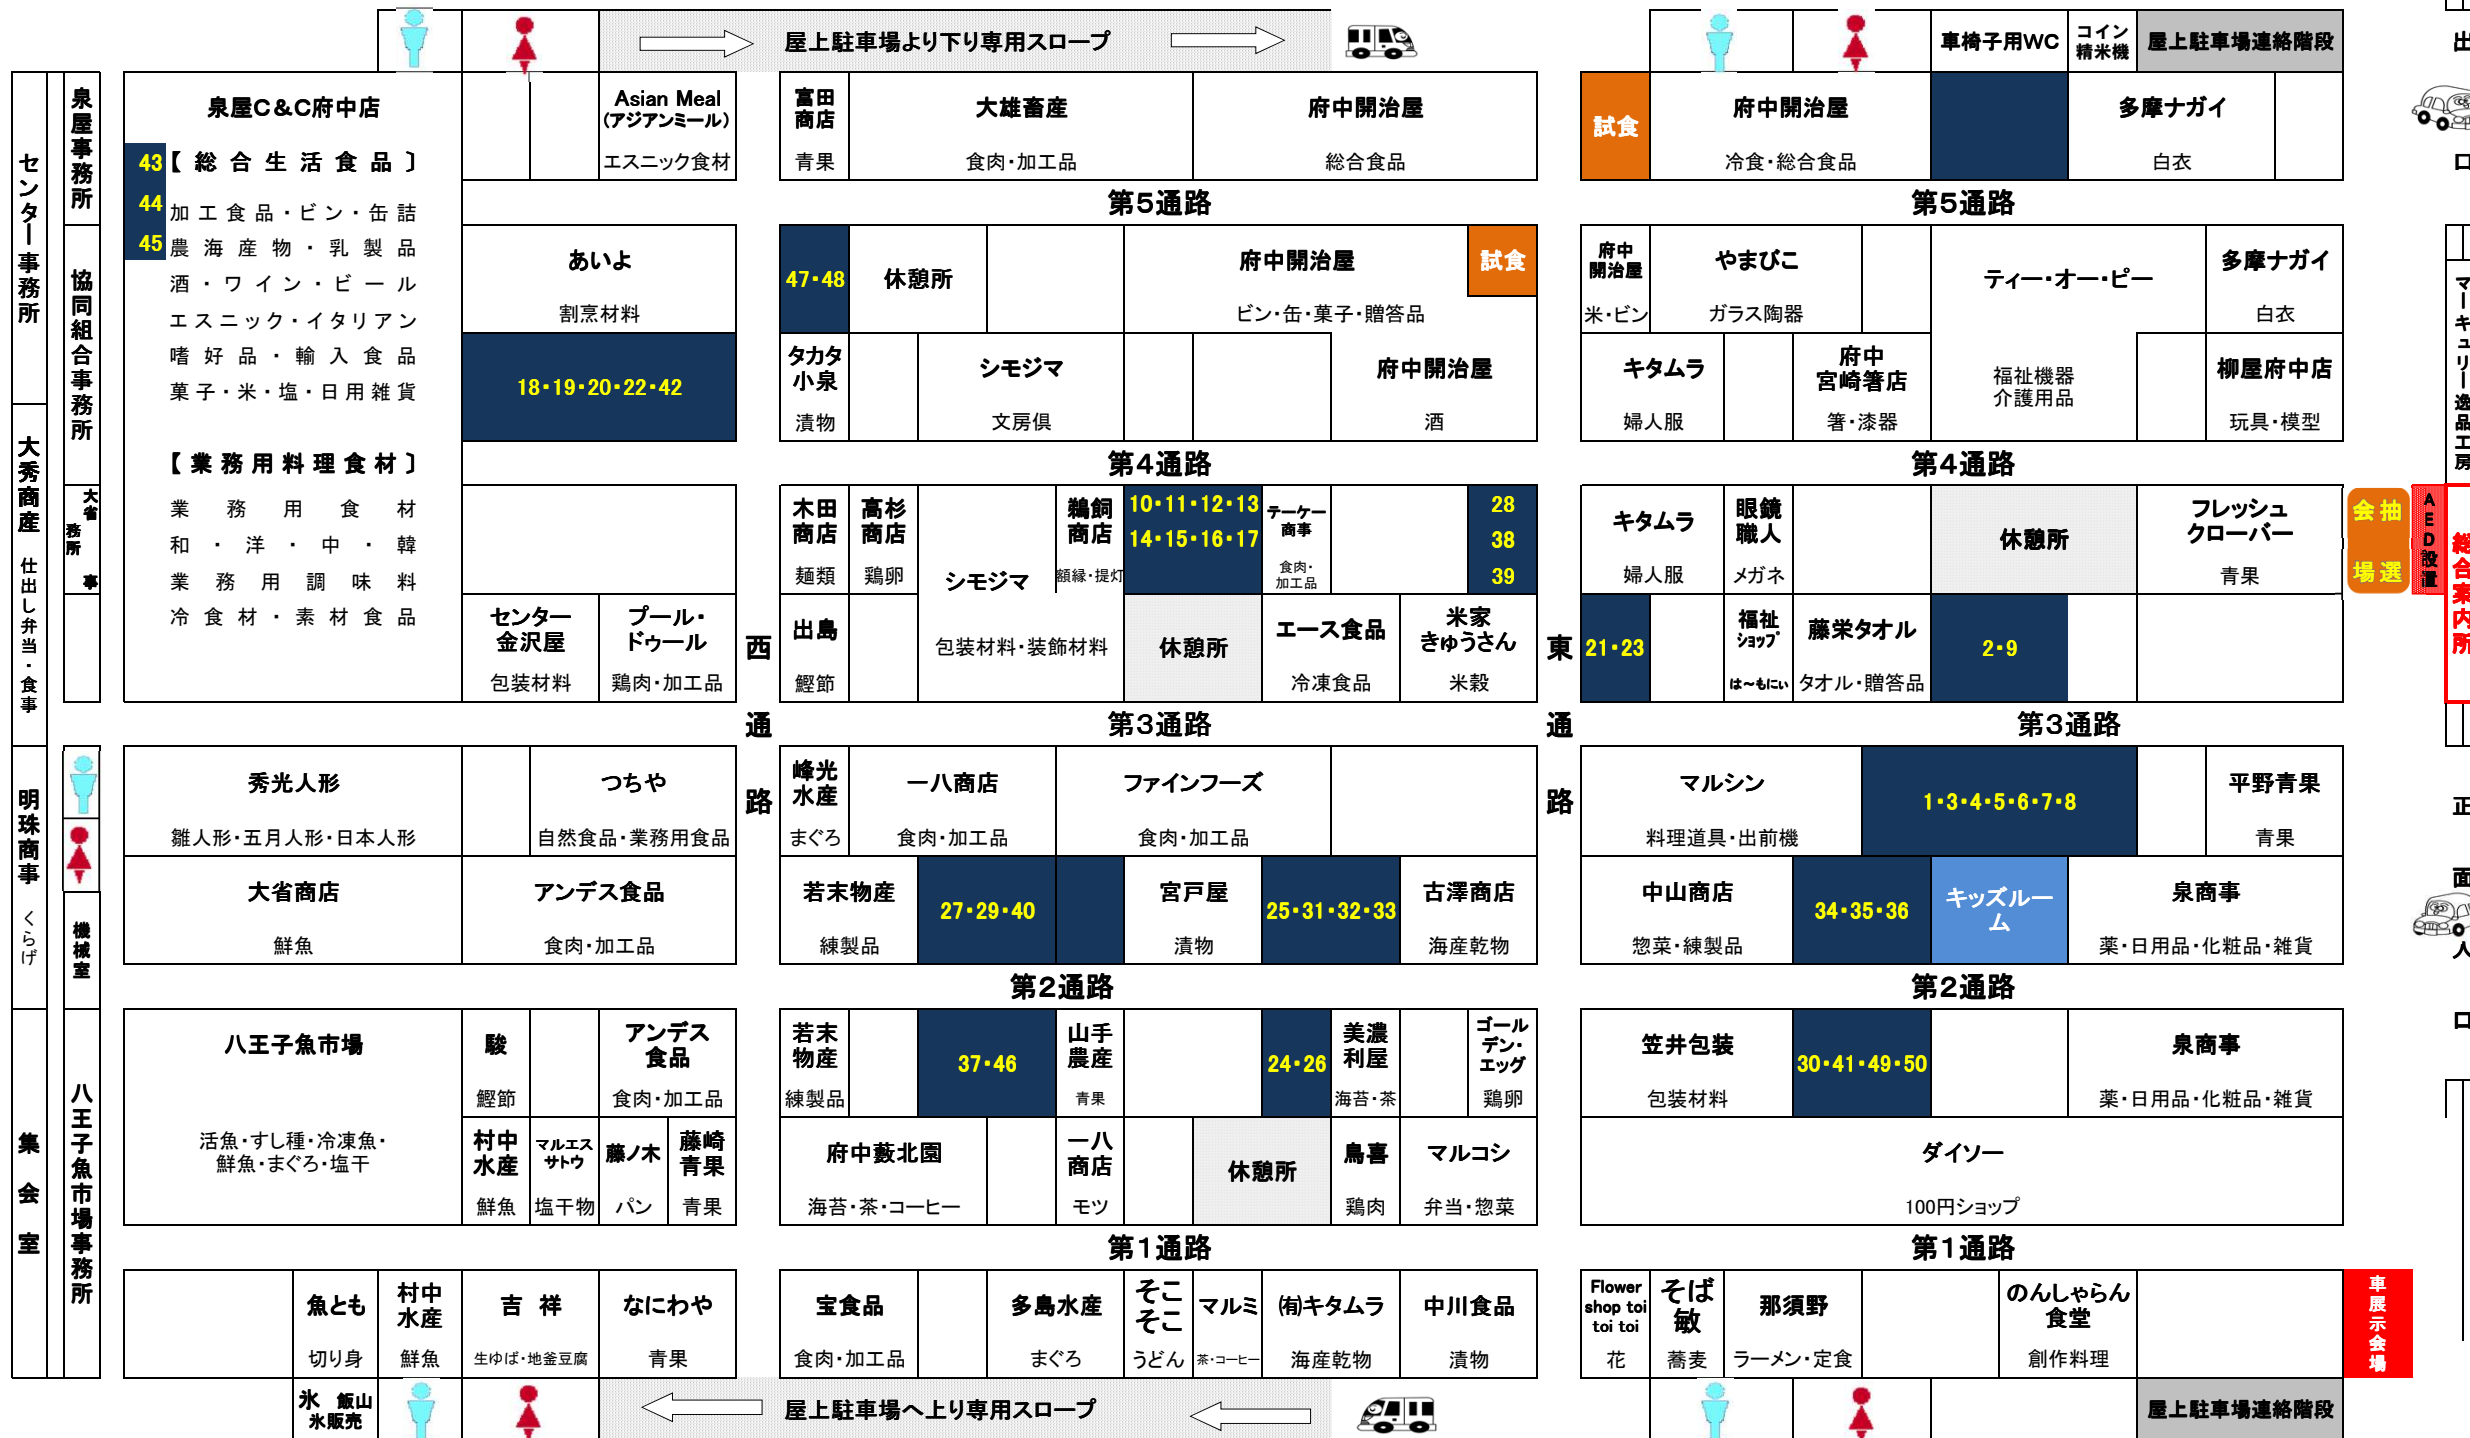 屋上駐車場より下り専用スロープ
車椅子用WC
コイン
精米機
屋上駐車場連絡階段
出
口
センター事務所
泉屋事務所
協同組合事務所
大秀商産 仕出し弁当・食事
大省
務所
事
明珠商事 くらげ
機械室
集会室
八王子魚市場事務所
泉屋C&C府中店
43
【総合生活食品〕
44
加工食品・ビン・缶詰
45
農海産物・乳製品
酒・ワイン・ビール
エスニック・イタリアン
嗜好品・輸入食品
菓子・米・塩・日用雑貨
【業務用料理食材〕
業務用食材
和・洋・中・韓
業務用調味料
冷食材・素材食品
Asian Meal
(アジアンミール)
エスニック食材
富田
商店
青果
大雄畜産
食肉・加工品
府中開治屋
総合食品
試食
府中開治屋
冷食・総合食品
多摩ナガイ
白衣
第5通路
第5通路
あいよ
割烹材料
18・19・20・22・42
47・48
休憩所
府中開治屋
ビン・缶・菓子・贈答品
試食
タカタ
小泉
漬物
シモジマ
文房倶
府中開治屋
酒
府中
開治屋
米・ビン
やまびこ
ガラス陶器
ティー・オー・ピー
福祉機器
介護用品
多摩ナガイ
白衣
キタムラ
婦人服
府中
宮崎箸店
箸・漆器
柳屋府中店
玩具・模型
マーキュリー逸品工房
第4通路
第4通路
センター
金沢屋
包装材料
プール・
ドゥール
鶏肉・加工品
木田
商店
麺類
高杉
商店
鶏卵
シモジマ
包装材料・装飾材料
鵜飼
商店
額縁・提灯
10・11・12・13
14・15・16・17
テーケー
商事
食肉・
加工品
28
38
39
出島
鰹節
休憩所
エース食品
冷凍食品
米家
きゅうさん
米穀
キタムラ
婦人服
眼鏡
職人
メガネ
休憩所
フレッシュ
クローバー
青果
21・23
福祉
ショップ
は〜もにい
藤栄タオル
タオル・贈答品
2・9
抽選会場
AED設置
総合案内所
西通路
東通路
第3通路
第3通路
秀光人形
雛人形・五月人形・日本人形
つちや
自然食品・業務用食品
大省商店
鮮魚
アンデス食品
食肉・加工品
峰光
水産
まぐろ
一八商店
食肉・加工品
ファインフーズ
食肉・加工品
若末物産
練製品
27・29・40
宮戸屋
漬物
25・31・32・33
古澤商店
海産乾物
マルシン
料理道具・出前機
1・3・4・5・6・7・8
平野青果
青果
中山商店
惣菜・練製品
34・35・36
キッズルー
ム
泉商事
薬・日用品・化粧品・雑貨
正面入口
第2通路
第2通路
八王子魚市場
活魚・すし種・冷凍魚・
鮮魚・まぐろ・塩干
駿
鰹節
アンデス
食品
食肉・加工品
村中
水産
鮮魚
マルエス
サトウ
塩干物
藤ノ木
パン
藤崎
青果
青果
若末
物産
練製品
37・46
山手
農産
青果
24・26
美濃
利屋
海苔・茶
ゴール
デン・
エッグ
鶏卵
府中藪北園
海苔・茶・コーヒー
一八
商店
モツ
休憩所
鳥喜
鶏肉
マルコシ
弁当・惣菜
笠井包装
包装材料
30・41・49・50
泉商事
薬・日用品・化粧品・雑貨
ダイソー
100円ショップ
第1通路
第1通路
魚とも
切り身
村中
水産
鮮魚
吉 祥
生ゆば・地釜豆腐
なにわや
青果
宝食品
食肉・加工品
多島水産
まぐろ
そこ
そこ
うどん
マルミ
茶・コーヒー
㈲キタムラ
海産乾物
中川食品
漬物
Flower
shop toi
toi toi
花
そば
敏
蕎麦
那須野
ラーメン・定食
のんしゃらん
食堂
創作料理
車展示会場
氷 飯山
氷販売
屋上駐車場へ上り専用スロープ
屋上駐車場連絡階段